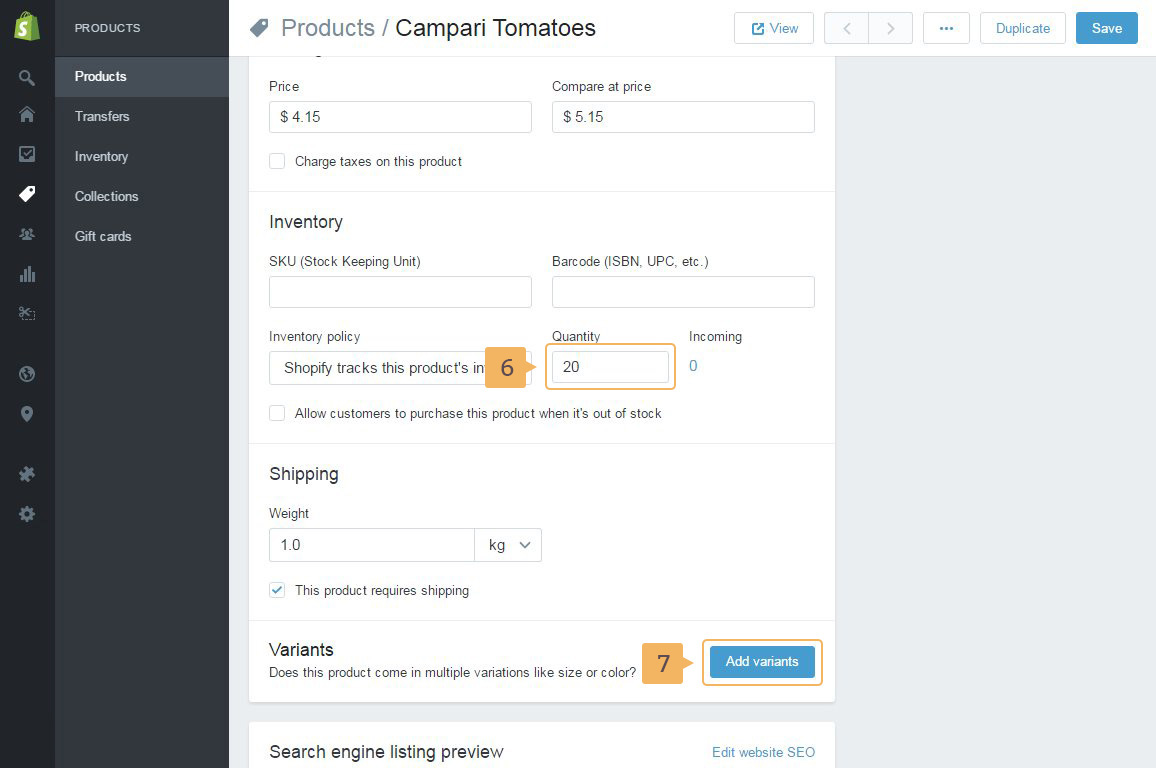 PRODUCTS
Products
Transfers
Inventory
Collections
Gift cards
Products / Campari Tomatoes
View
...
Duplicate
Save
Price
Compare at price
$ 4.15
$ 5.15
Charge taxes on this product
Inventory
SKU (Stock Keeping Unit)
Barcode (ISBN, UPC, etc.)
Inventory policy
Quantity
Incoming
Shopify tracks this product's in
6
20
0
Allow customers to purchase this product when it's out of stock
Shipping
Weight
1.0
kg
This product requires shipping
Variants
Does this product come in multiple variations like size or color?
7
Add variants
Search engine listing preview
Edit website SEO